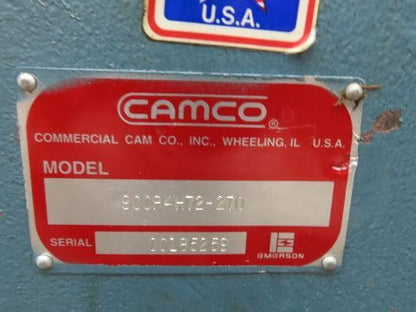 U.S.A.
CAMCO ®
COMMERCIAL CAM CO., INC., WHEELING, IL U.S.A.
MODEL
900P4H72-270
SERIAL 00185259
EMERSON